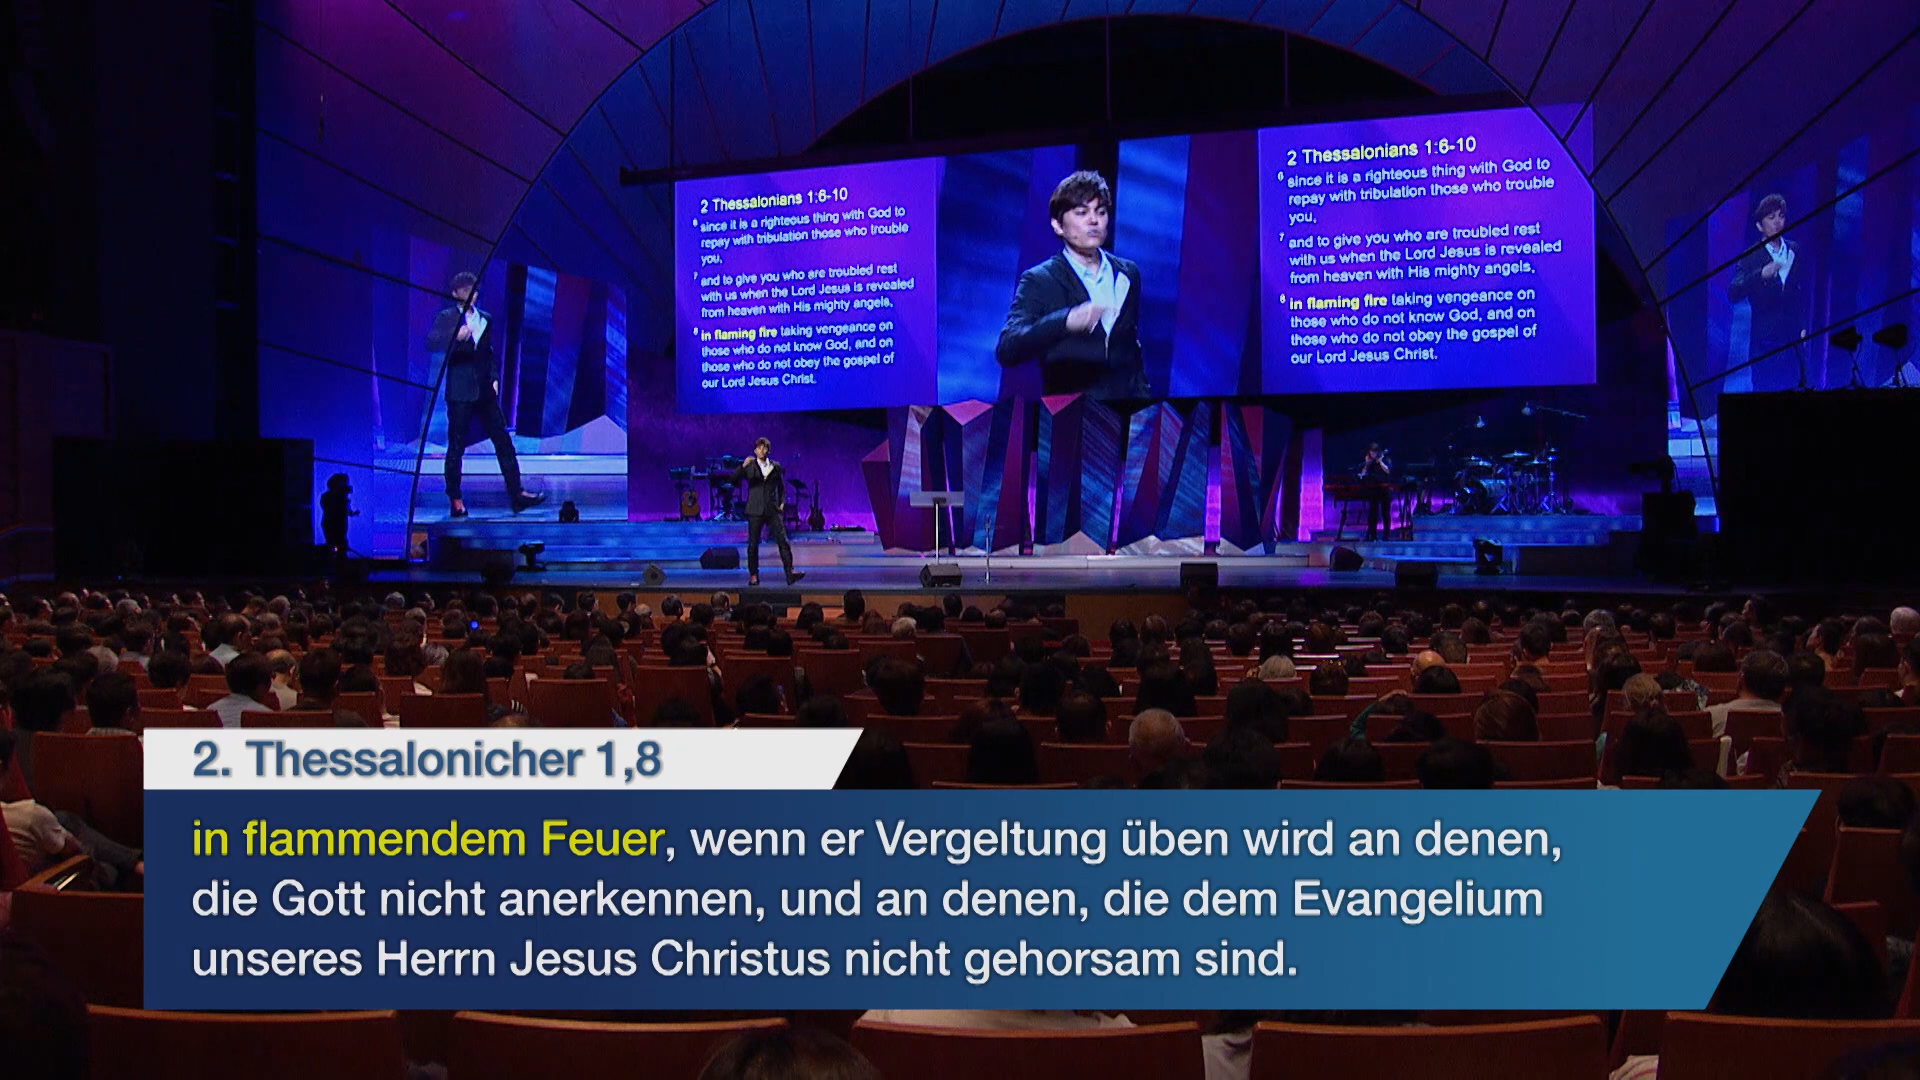 2 Thessalonians 1:6-10
6 since it is a righteous thing with God to
repay with tribulation those who trouble
you,
7 and to give you who are troubled rest
with us when the Lord Jesus is revealed
from heaven with His mighty angels,
8 in flaming fire taking vengeance on
those who do not know God, and on
those who do not obey the gospel of
our Lord Jesus Christ.
2 Thessalonians 1:6-10
6 since it is a righteous thing with God to
repay with tribulation those who trouble
you,
7 and to give you who are troubled rest
with us when the Lord Jesus is revealed
from heaven with His mighty angels,
8 in flaming fire taking vengeance on
those who do not know God, and on
those who do not obey the gospel of
our Lord Jesus Christ.
2. Thessalonicher 1,8
in flammendem Feuer, wenn er Vergeltung üben wird an denen,
die Gott nicht anerkennen, und an denen, die dem Evangelium
unseres Herrn Jesus Christus nicht gehorsam sind.